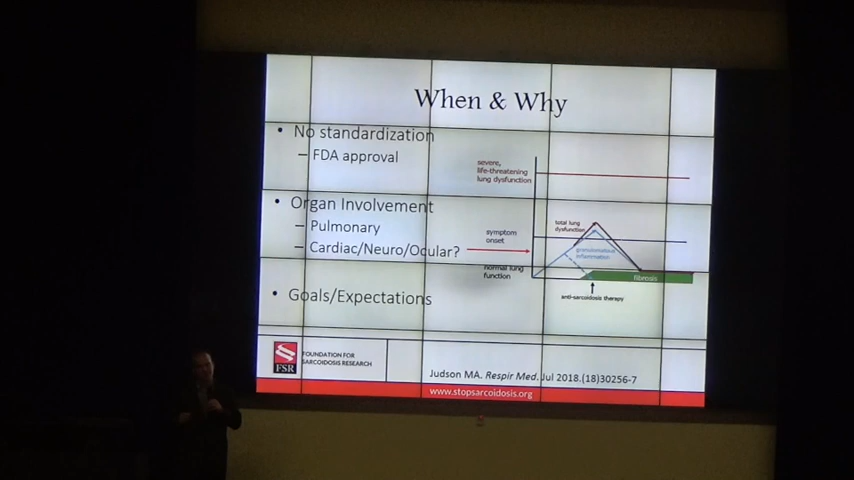 When & Why
• No standardization
– FDA approval
• Organ Involvement
– Pulmonary
– Cardiac/Neuro/Ocular?
• Goals/Expectations
severe,
life-threatening
lung dysfunction
symptom
onset
normal lung
function
total lung
dysfunction
granulomatous
inflammation
fibrosis
anti-sarcoidosis therapy
FSR
FOUNDATION FOR
SARCOIDOSIS RESEARCH
Judson MA. Respir Med. Jul 2018.(18)30256-7
www.stopsarcoidosis.org